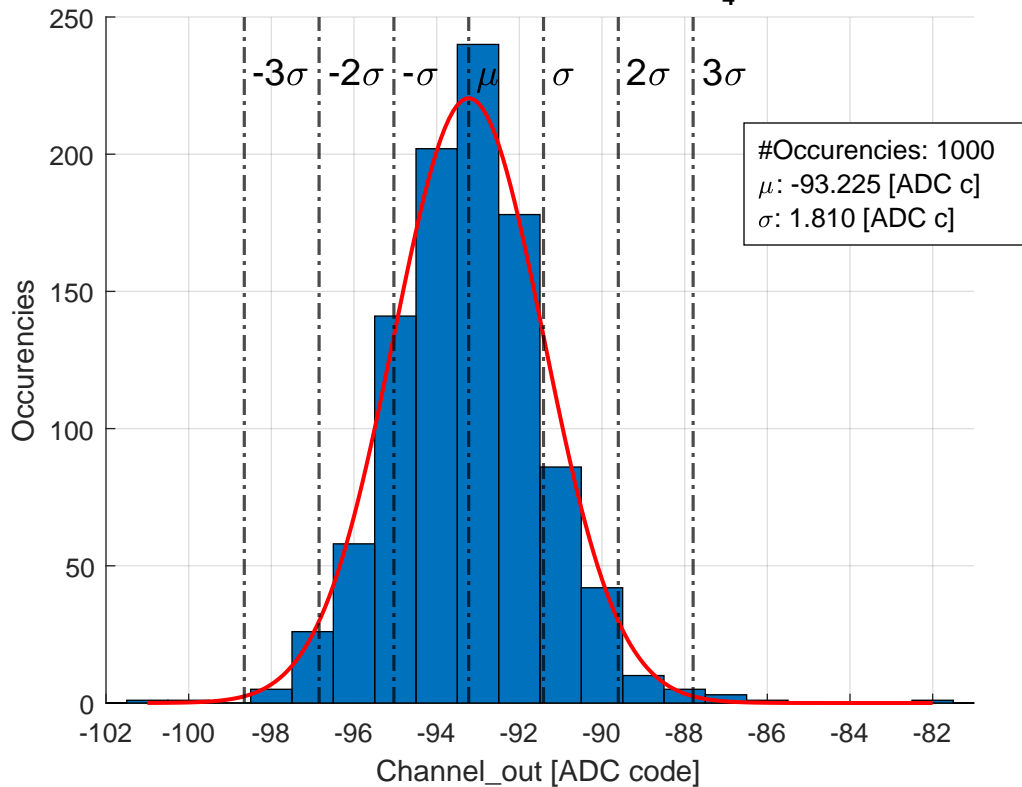 4
250
200
150
100
50
0
Occurencies
-3σ -2σ -σ μ σ 2σ 3σ
#Occurencies: 1000
μ: -93.225 [ADC c]
σ: 1.810 [ADC c]
-102 -100 -98 -96 -94 -92 -90 -88 -86 -84 -82
Channel_out [ADC code]